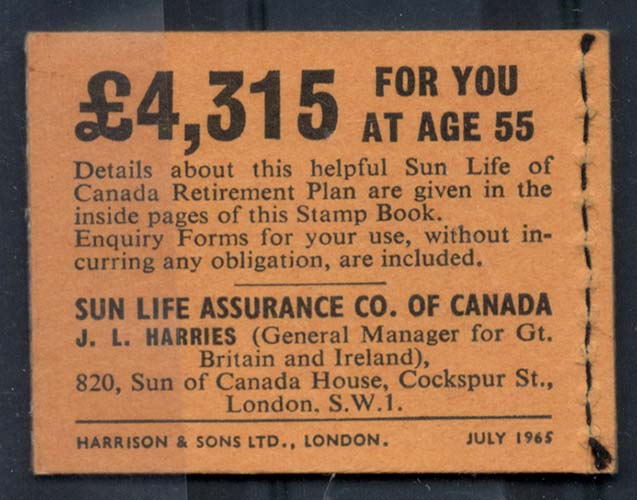 £4,315 FOR YOU
AT AGE 55
Details about this helpful Sun Life of
Canada Retirement Plan are given in the
inside pages of this Stamp Book.
Enquiry Forms for your use, without in-
curring any obligation, are included.
SUN LIFE ASSURANCE CO. OF CANADA
J. L. HARRIES (General Manager for Gt.
Britain and Ireland),
820, Sun of Canada House, Cockspur St.,
London, S.W.1.
HARRISON & SONS LTD., LONDON. JULY 1965